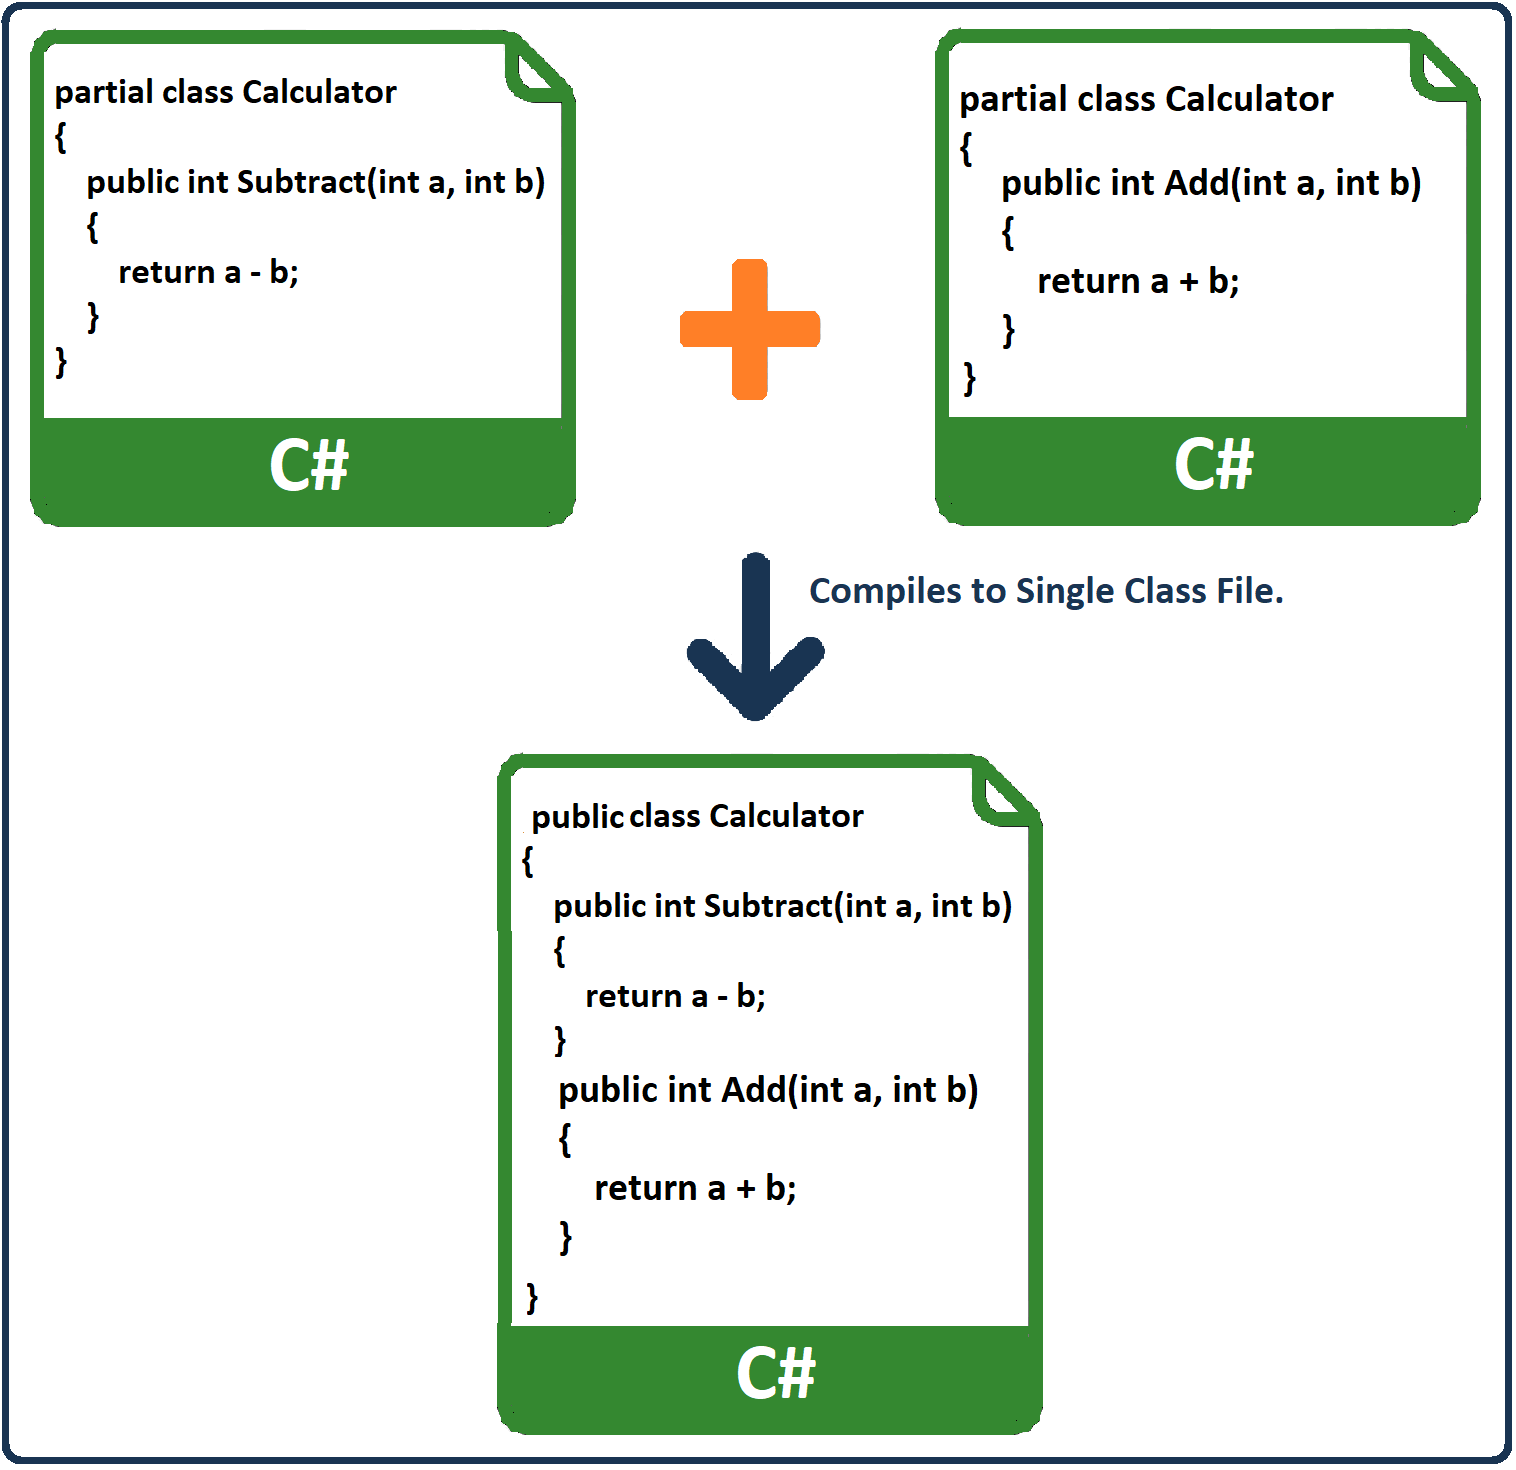 partial class Calculator
{
public int Subtract(int a, int b)
{
return a - b;
}
}
C#
partial class Calculator
{
public int Add(int a, int b)
{
return a + b;
}
}
C#
Compiles to Single Class File.
public class Calculator
{
public int Subtract(int a, int b)
{
return a - b;
}
public int Add(int a, int b)
{
return a + b;
}
}
C#